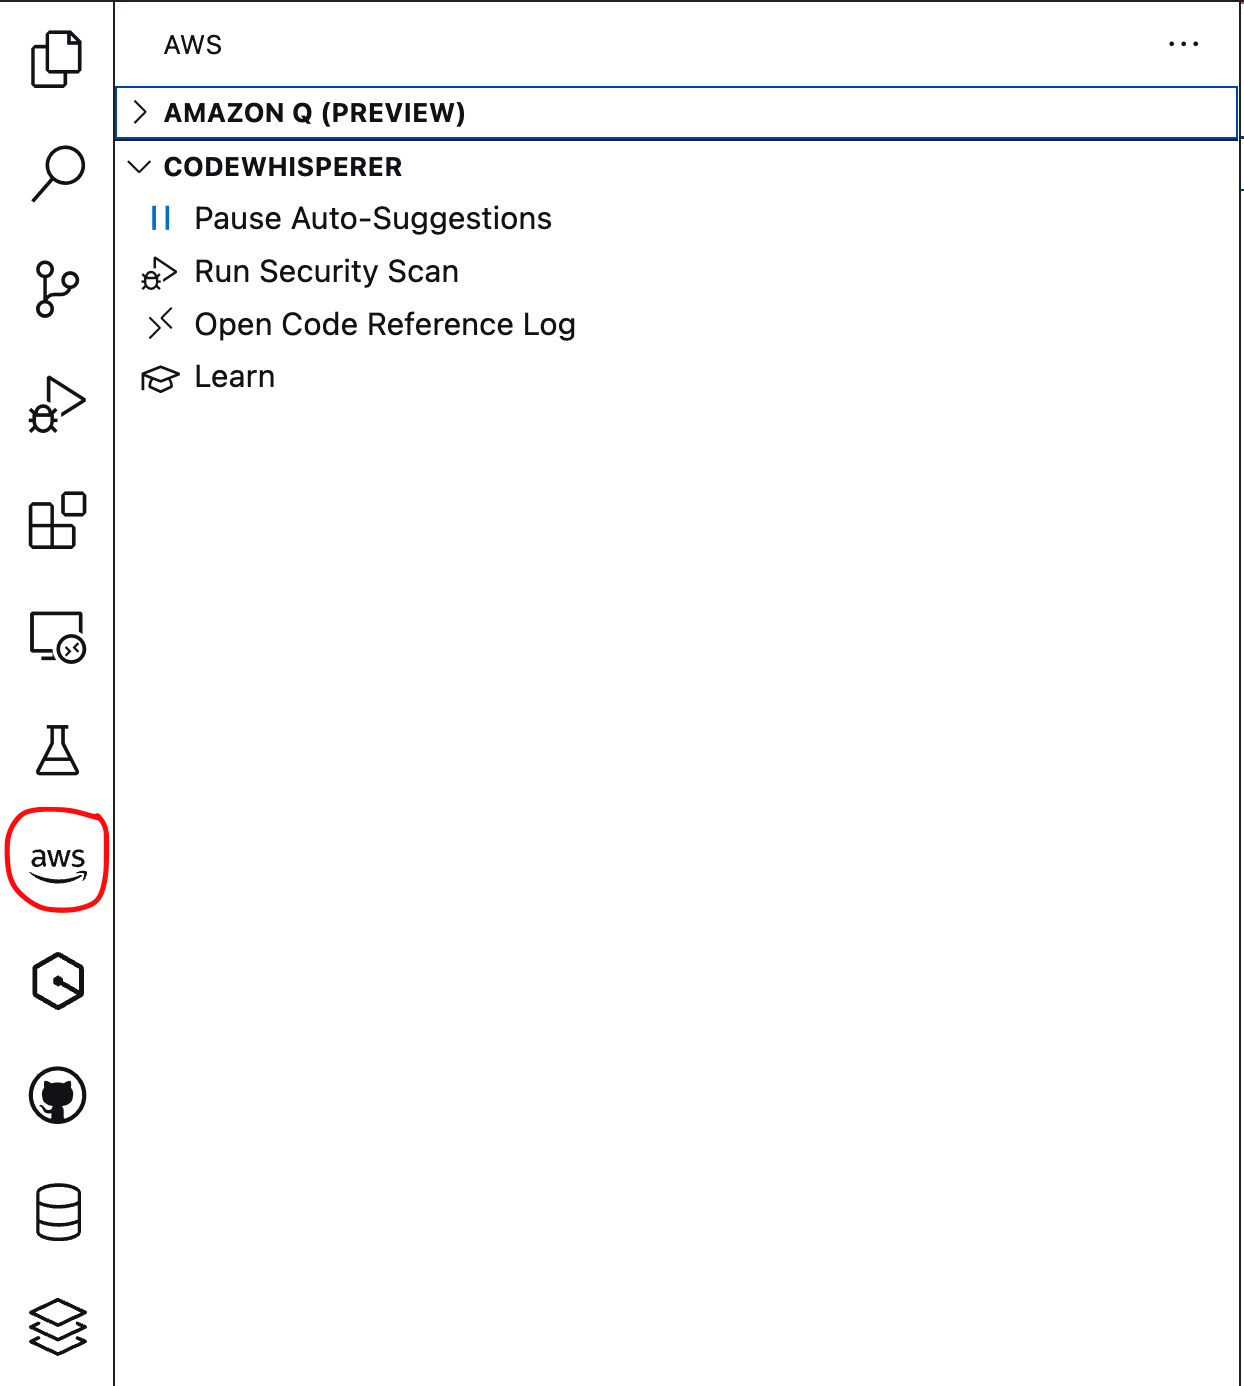 AWS
AMAZON Q (PREVIEW)
CODEWHISPERER
Pause Auto-Suggestions
Run Security Scan
Open Code Reference Log
Learn
aws